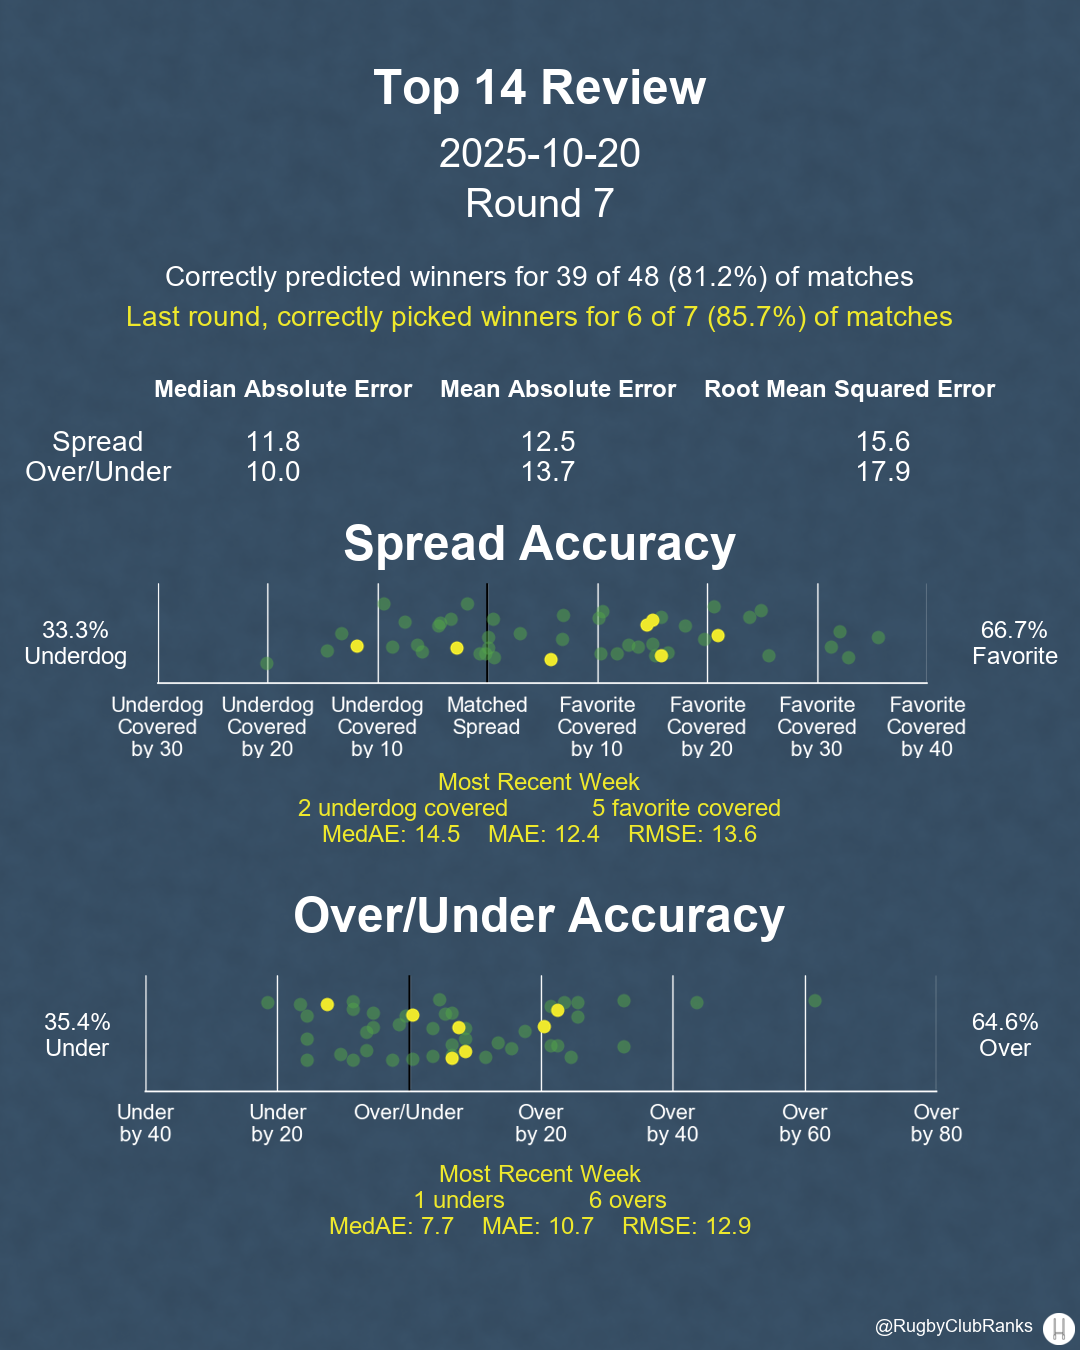 Top 14 Review
2025-10-20
Round 7
Correctly predicted winners for 39 of 48 (81.2%) of matches
Last round, correctly picked winners for 6 of 7 (85.7%) of matches
Median Absolute Error Mean Absolute Error Root Mean Squared Error
Spread 11.8 12.5 15.6
Over/Under 10.0 13.7 17.9
Spread Accuracy
33.3% 66.7%
Underdog Favorite
Underdog Underdog Underdog Matched Favorite Favorite Favorite Favorite
Covered Covered Covered Spread Covered Covered Covered Covered
by 30 by 20 by 10 by 10 by 20 by 30 by 40
Most Recent Week
2 underdog covered 5 favorite covered
MedAE: 14.5 MAE: 12.4 RMSE: 13.6
Over/Under Accuracy
35.4% 64.6%
Under Over
Under Under Over/Under Over Over Over Over
by 40 by 20 by 20 by 40 by 60 by 80
Most Recent Week
1 unders 6 overs
MedAE: 7.7 MAE: 10.7 RMSE: 12.9
@RugbyClubRanks